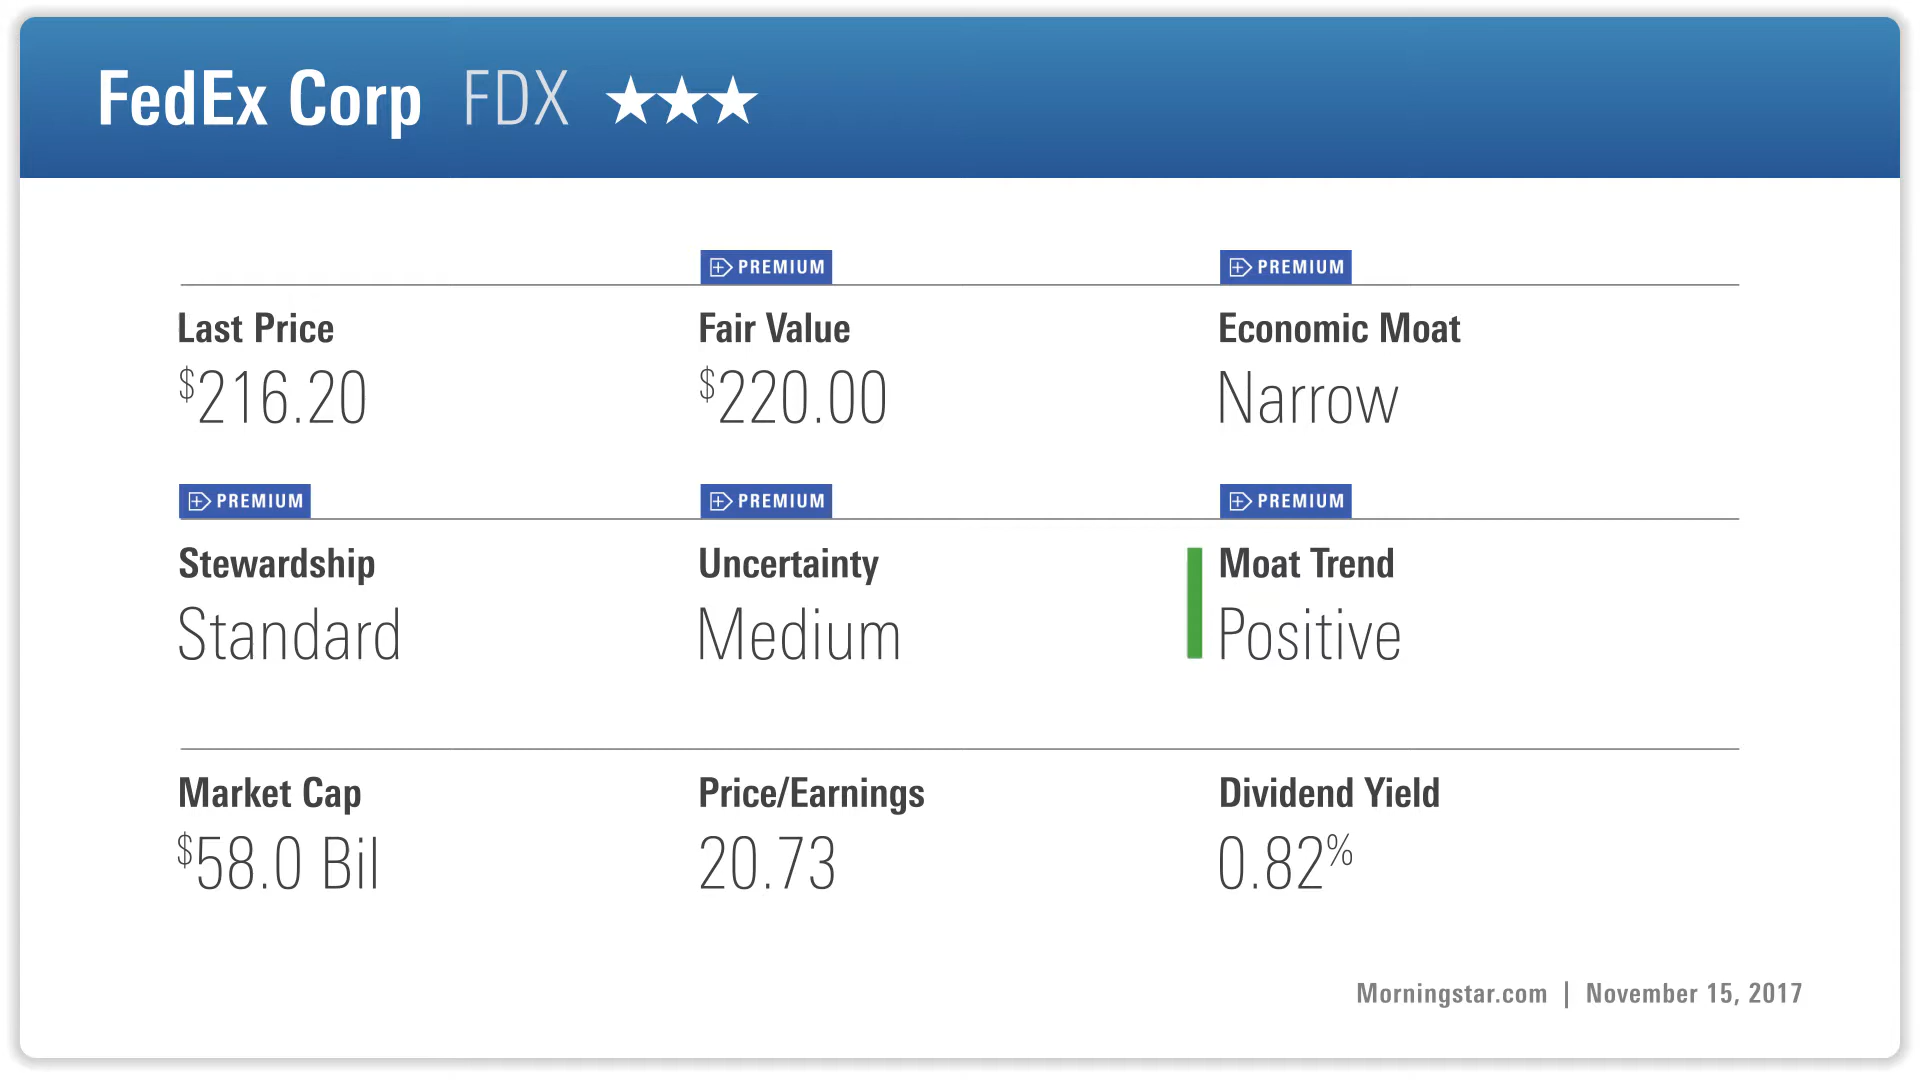 FedEx Corp FDX ★★★
PREMIUM PREMIUM
Last Price Fair Value Economic Moat
$216.20 $220.00 Narrow
PREMIUM PREMIUM PREMIUM
Stewardship Uncertainty Moat Trend
Standard Medium Positive
Market Cap Price/Earnings Dividend Yield
$58.0 Bil 20.73 0.82%
Morningstar.com | November 15, 2017